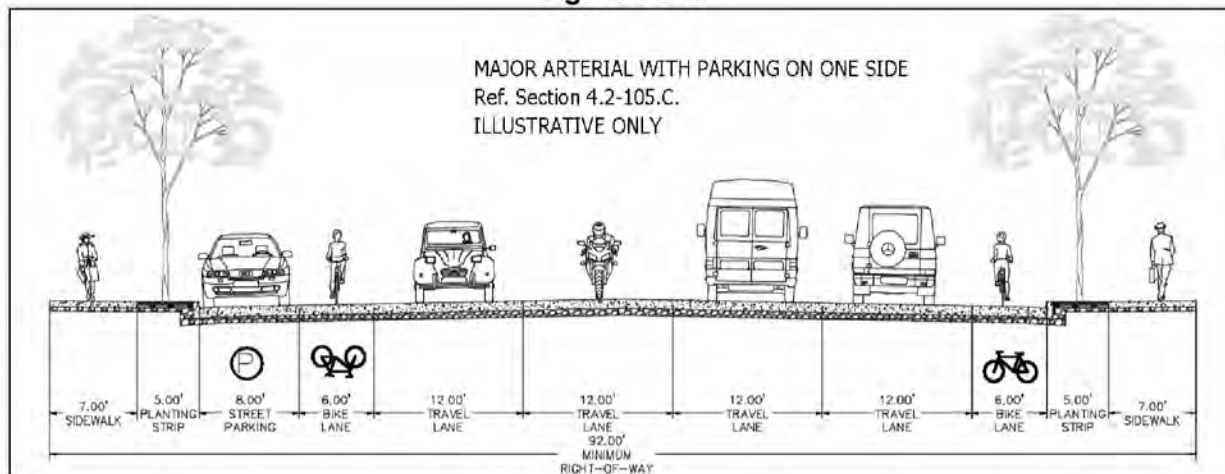 MAJOR ARTERIAL WITH PARKING ON ONE SIDE
Ref. Section 4.2-105.C.
ILLUSTRATIVE ONLY
P
7.00'
SIDEWALK
5.00'
PLANTING
STRIP
8.00'
STREET
PARKING
6.00'
BIKE
LANE
12.00'
TRAVEL
LANE
12.00'
TRAVEL
LANE
12.00'
TRAVEL
LANE
12.00'
TRAVEL
LANE
6.00'
BIKE
LANE
5.00'
PLANTING
STRIP
7.00'
SIDEWALK
92.00'
MINIMUM
RIGHT-OF-WAY